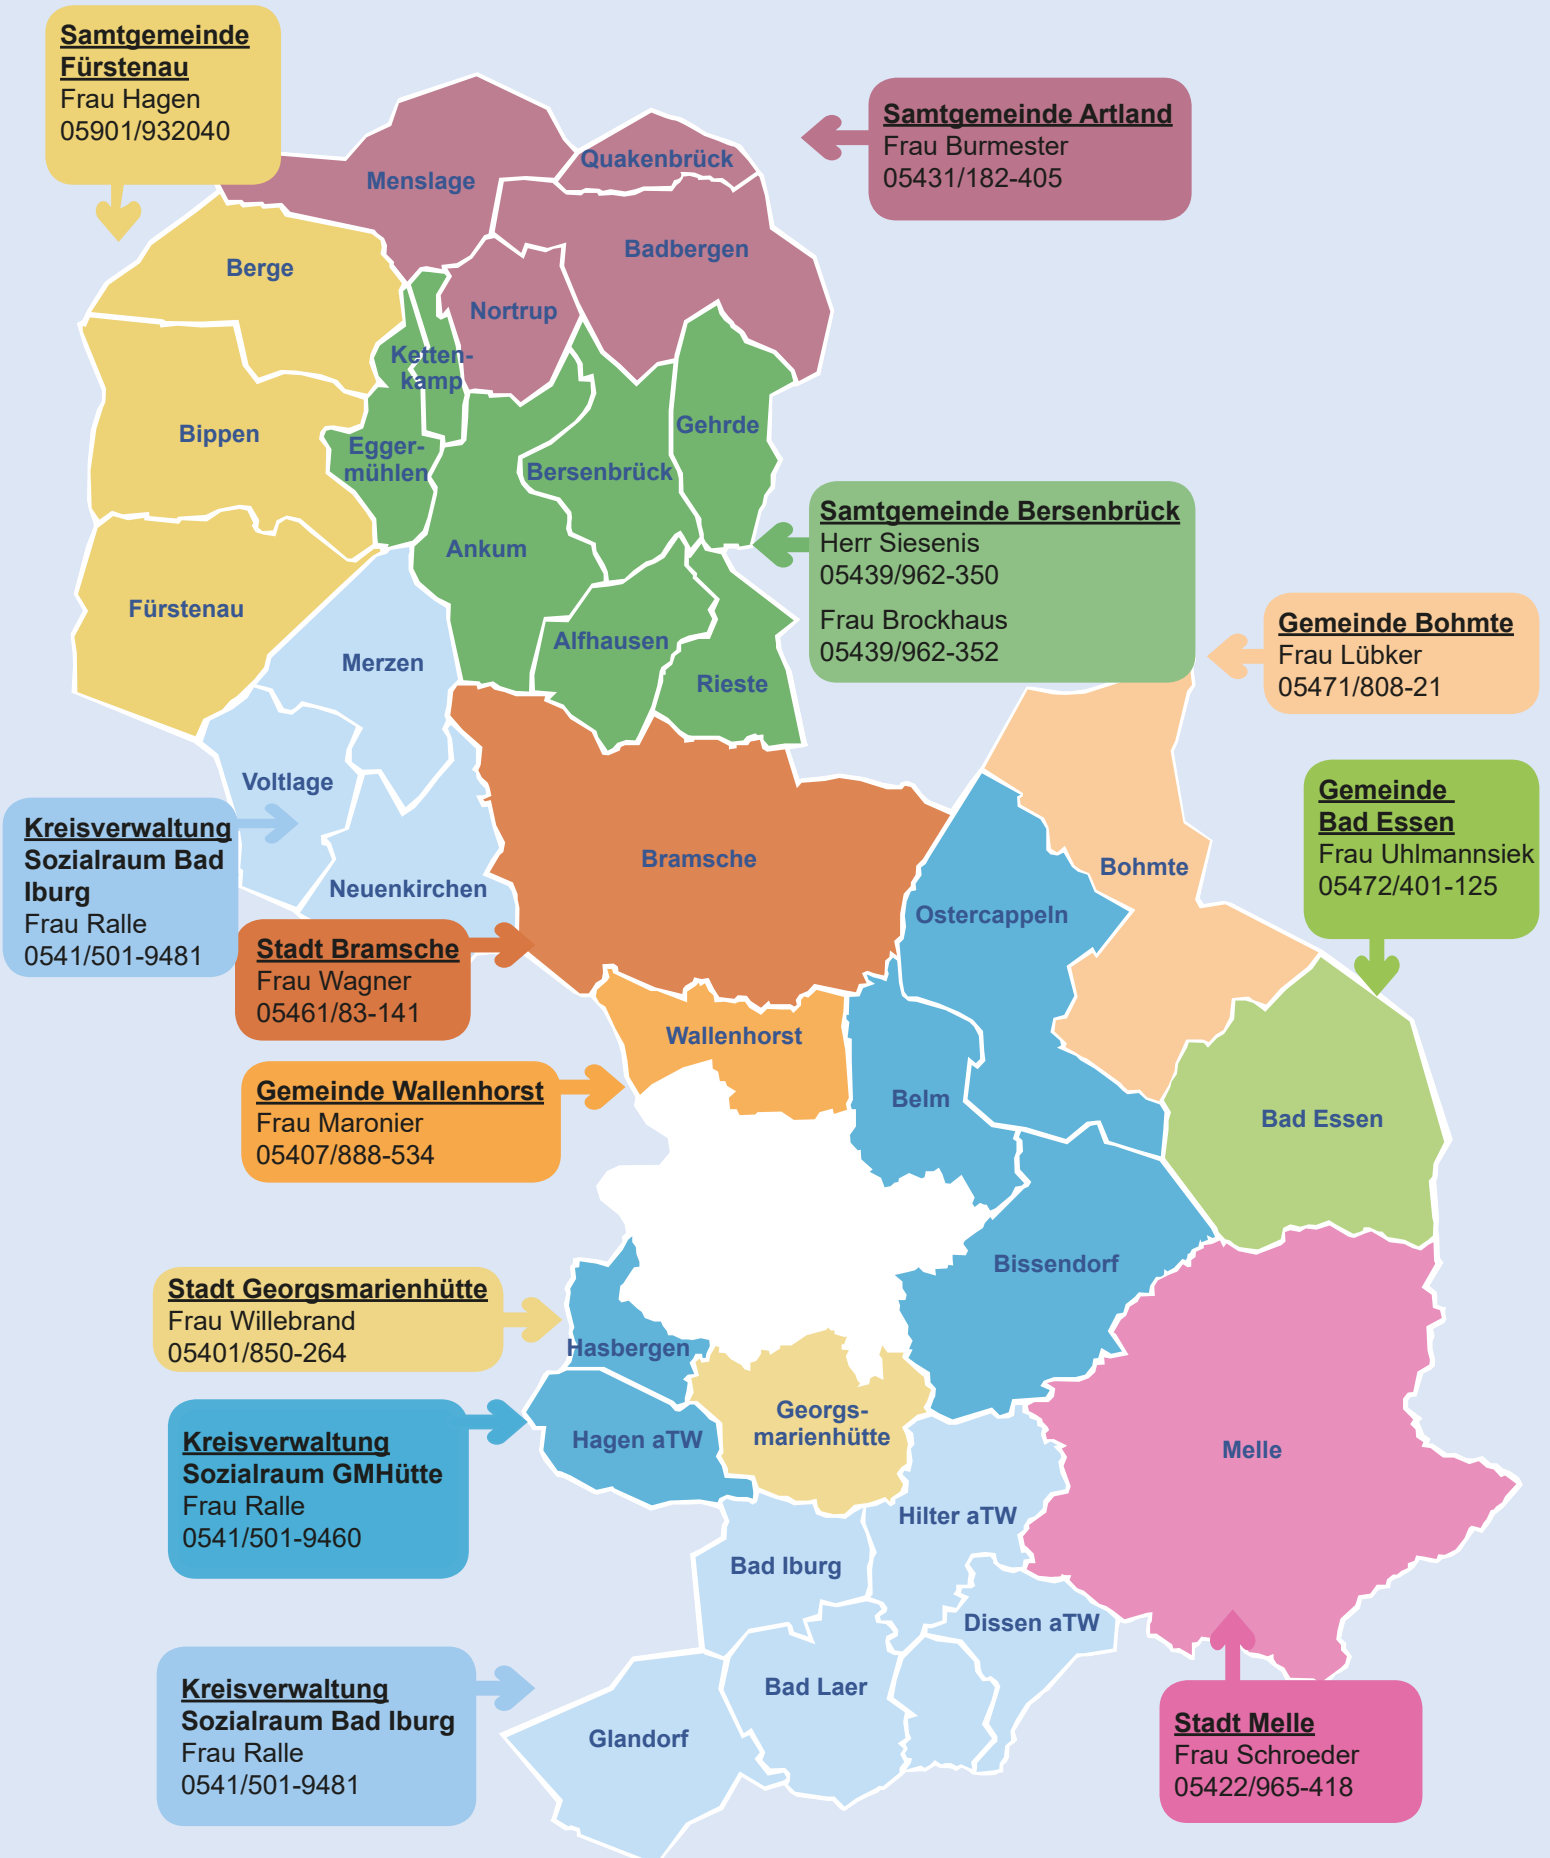 Samtgemeinde
Fürstenau
Frau Hagen
05901/932040
Samtgemeinde Artland
Frau Burmester
05431/182-405
Quakenbrück
Menslage
Badbergen
Berge
Nortrup
Ketten-
kamp
Gehrde
Bippen
Egger-
mühlen
Bersenbrück
Samtgemeinde Bersenbrück
Herr Siesenis
05439/962-350
Frau Brockhaus
05439/962-352
Ankum
Fürstenau
Alfhausen
Merzen
Rieste
Gemeinde Bohmte
Frau Lübker
05471/808-21
Voltlage
Gemeinde
Bad Essen
Frau Uhlmannsiek
05472/401-125
Kreisverwaltung
Sozialraum Bad
Iburg
Frau Ralle
0541/501-9481
Bramsche
Bohmte
Neuenkirchen
Ostercappeln
Stadt Bramsche
Frau Wagner
05461/83-141
Wallenhorst
Gemeinde Wallenhorst
Frau Maronier
05407/888-534
Belm
Bad Essen
Bissendorf
Stadt Georgsmarienhütte
Frau Willebrand
05401/850-264
Hasbergen
Georgs-
marienhütte
Hagen aTW
Melle
Kreisverwaltung
Sozialraum GMHütte
Frau Ralle
0541/501-9460
Hilter aTW
Bad Iburg
Dissen aTW
Bad Laer
Glandorf
Kreisverwaltung
Sozialraum Bad Iburg
Frau Ralle
0541/501-9481
Stadt Melle
Frau Schroeder
05422/965-418